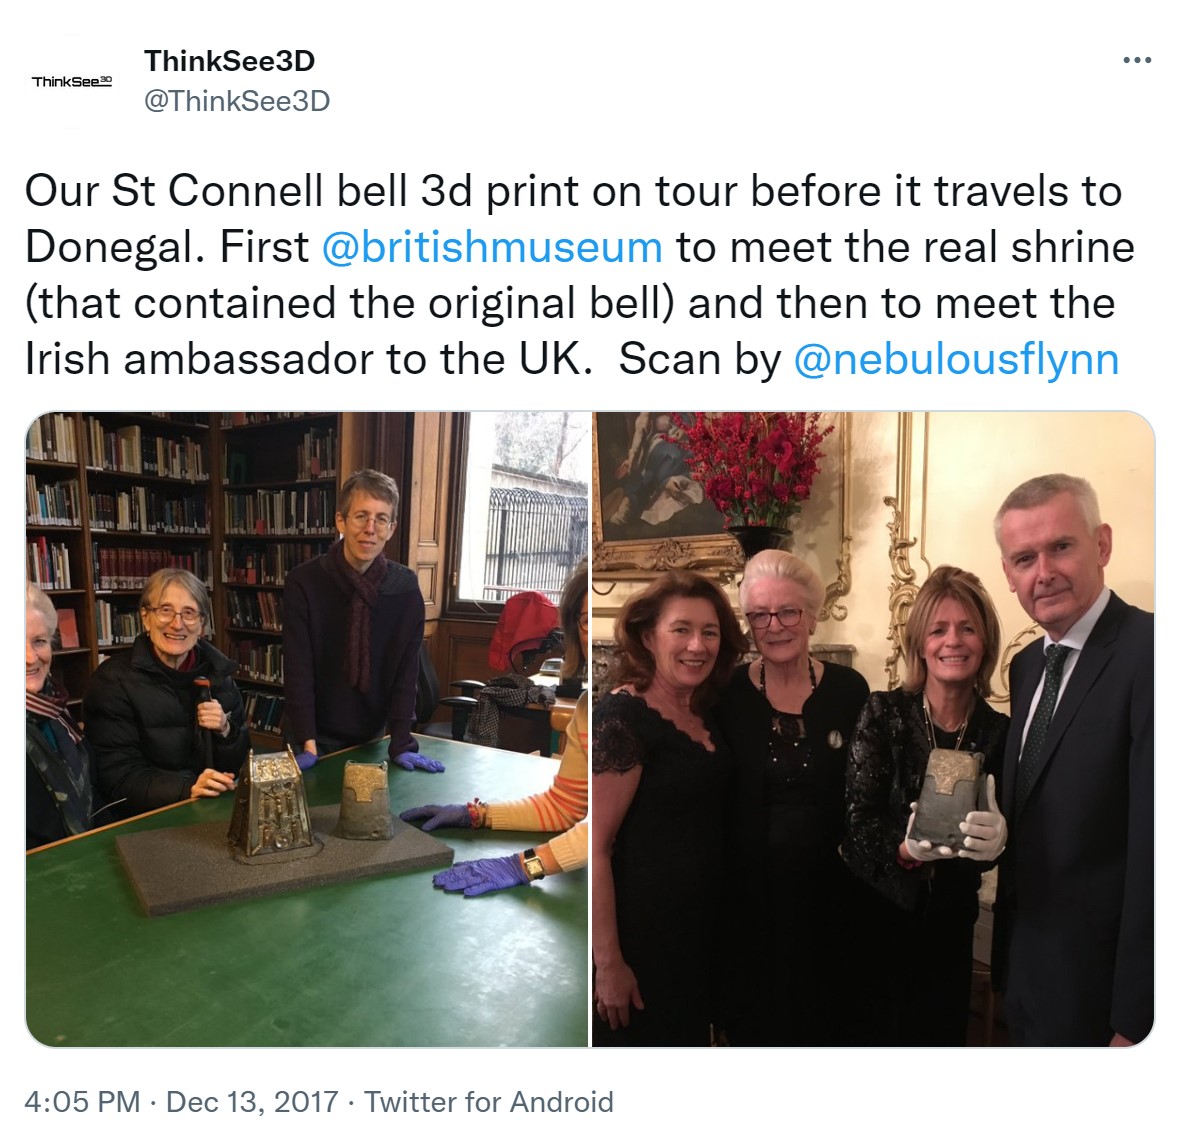 ThinkSee3D
ThinkSee3D
@ThinkSee3D
Our St Connell bell 3d print on tour before it travels to
Donegal. First @britishmuseum to meet the real shrine
(that contained the original bell) and then to meet the
Irish ambassador to the UK.  Scan by @nebulousflynn
4:05 PM · Dec 13, 2017 · Twitter for Android